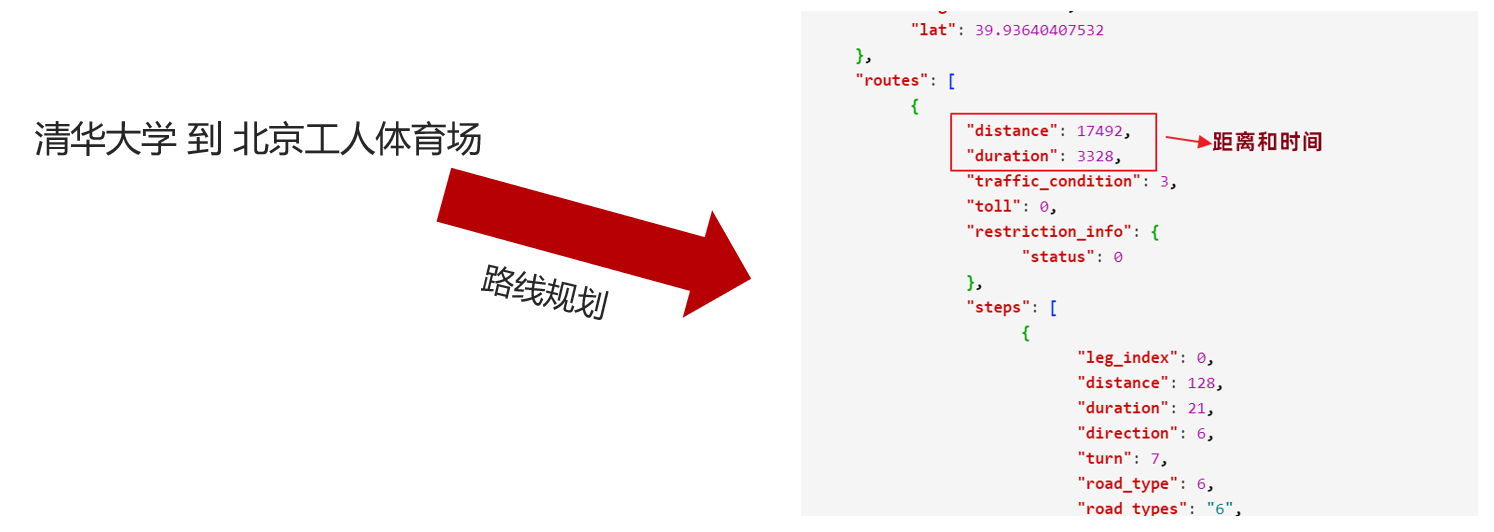 清华大学 到 北京工人体育场
路线规划
"lat": 39.93640407532
},
"routes": [
{
"distance": 17492,
"duration": 3328,
距离和时间
"traffic_condition": 3,
"toll": 0,
"restriction_info": {
"status": 0
},
"steps": [
{
"leg_index": 0,
"distance": 128,
"duration": 21,
"direction": 6,
"turn": 7,
"road_type": 6,
"road_types": "6",